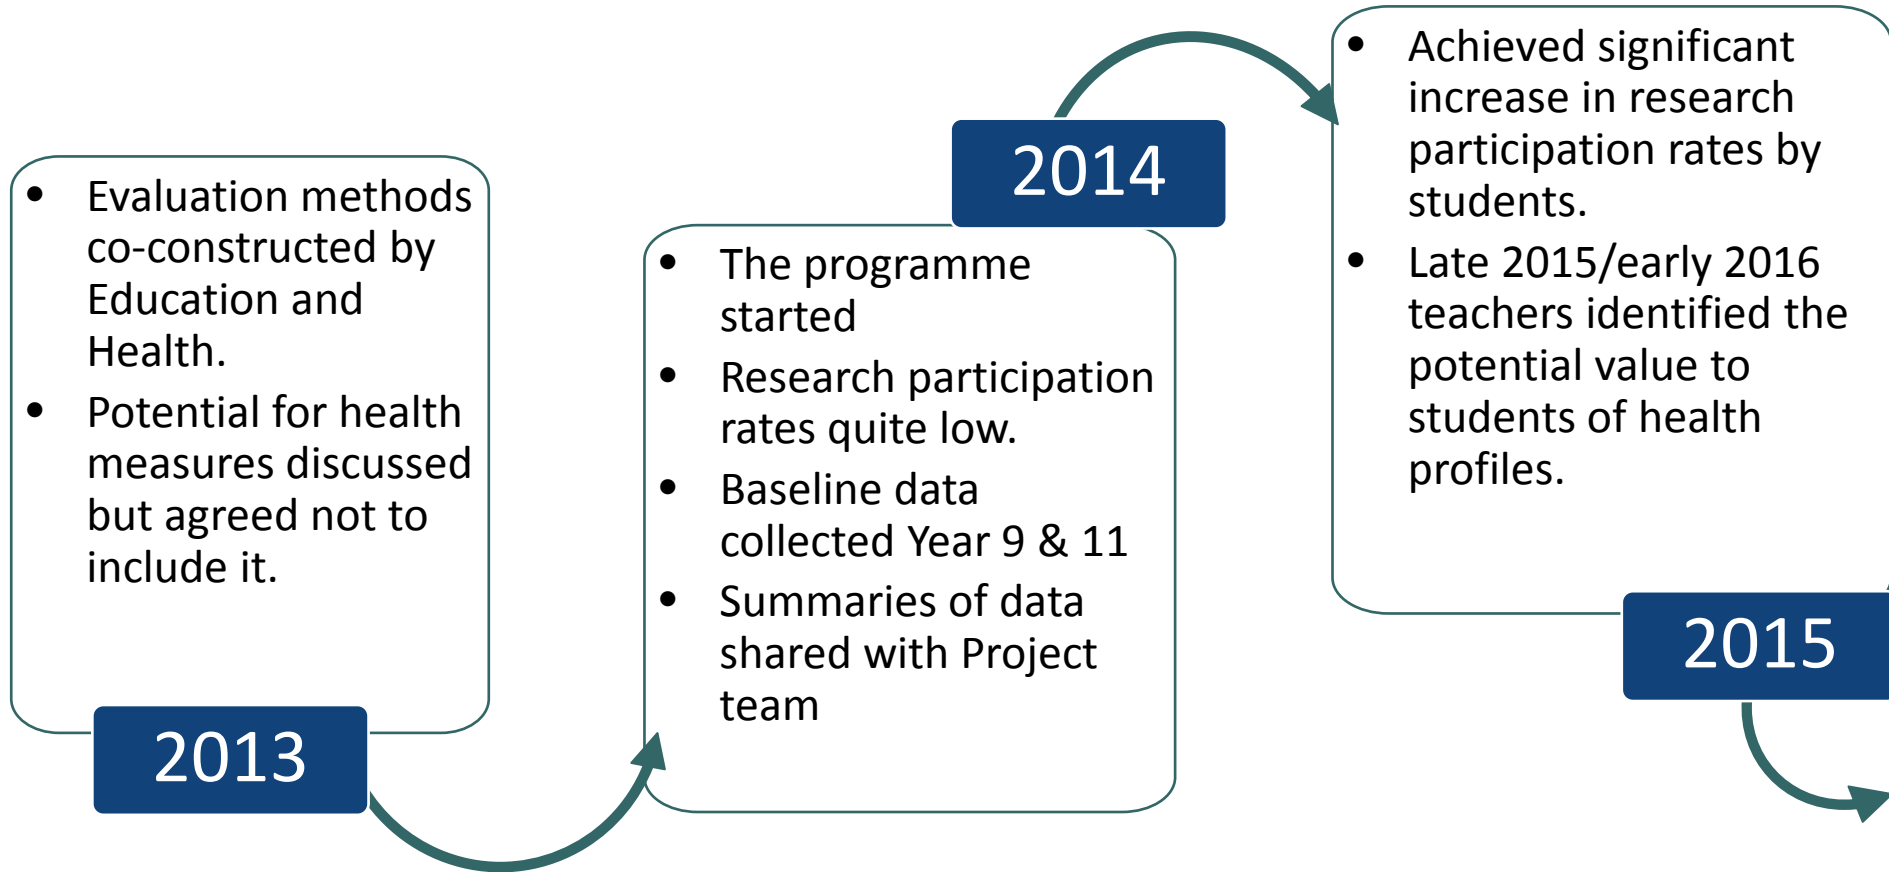 • Evaluation methods
co-constructed by
Education and
Health.
• Potential for health
measures discussed
but agreed not to
include it.
2013
2014
• The programme
started
• Research participation
rates quite low.
• Baseline data
collected Year 9 & 11
• Summaries of data
shared with Project
team
• Achieved significant
increase in research
participation rates by
students.
• Late 2015/early 2016
teachers identified the
potential value to
students of health
profiles.
2015